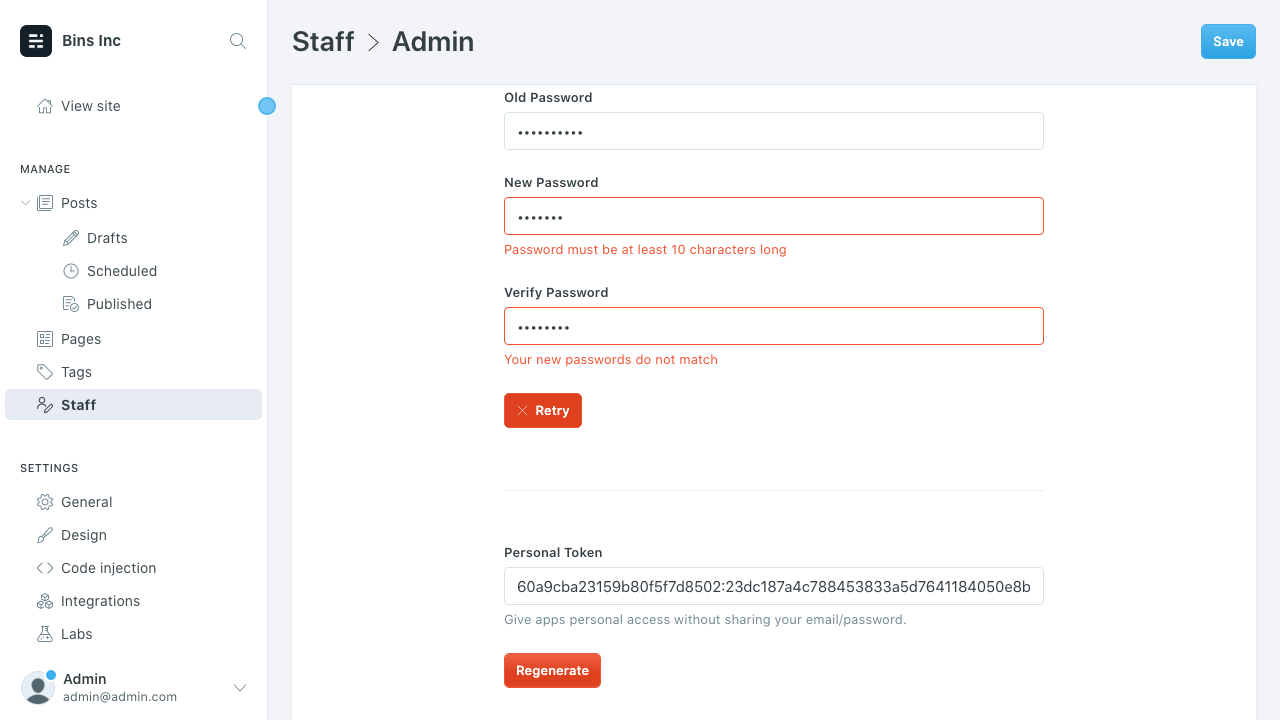 Bins Inc
View site
MANAGE
Posts
Drafts
Scheduled
Published
Pages
Tags
Staff
SETTINGS
General
Design
Code injection
Integrations
Labs
Admin
admin@admin.com
Staff > Admin
Save
Old Password
••••••••••
New Password
•••••••
Password must be at least 10 characters long
Verify Password
••••••••
Your new passwords do not match
Retry
Personal Token
60a9cba23159b80f5f7d8502:23dc187a4c788453833a5d7641184050e8b
Give apps personal access without sharing your email/password.
Regenerate